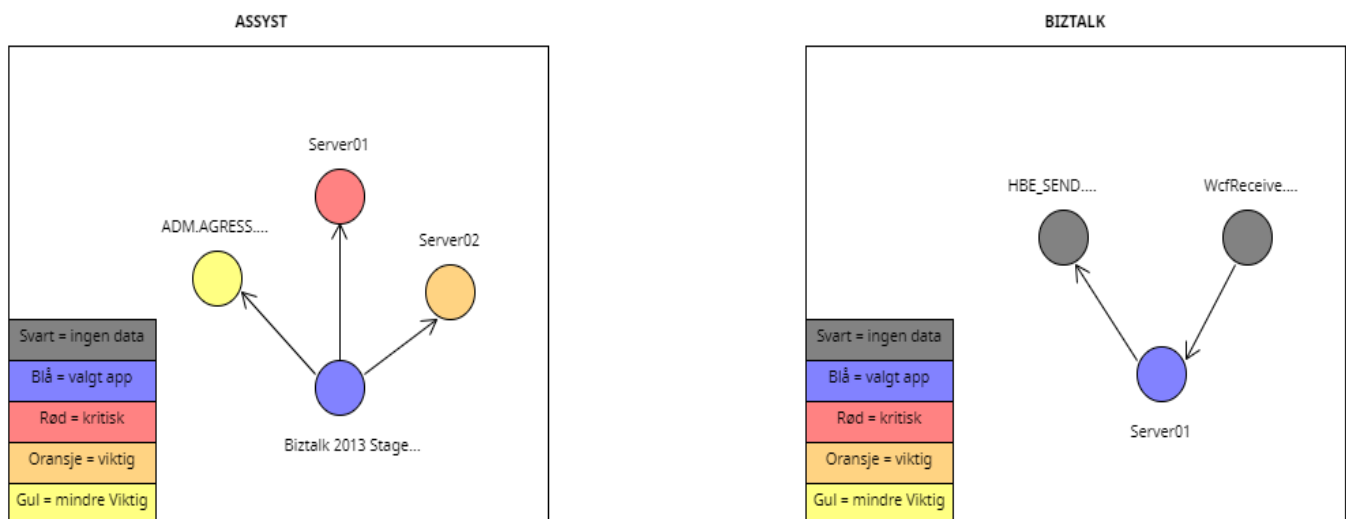 ASSYST
Server01
ADM.AGRESS....
Server02
Biztalk 2013 Stage...
Svart = ingen data
Blå = valgt app
Rød = kritisk
Oransje = viktig
Gul = mindre Viktig
BIZTALK
HBE_SEND....
WcfReceive....
Server01
Svart = ingen data
Blå = valgt app
Rød = kritisk
Oransje = viktig
Gul = mindre Viktig